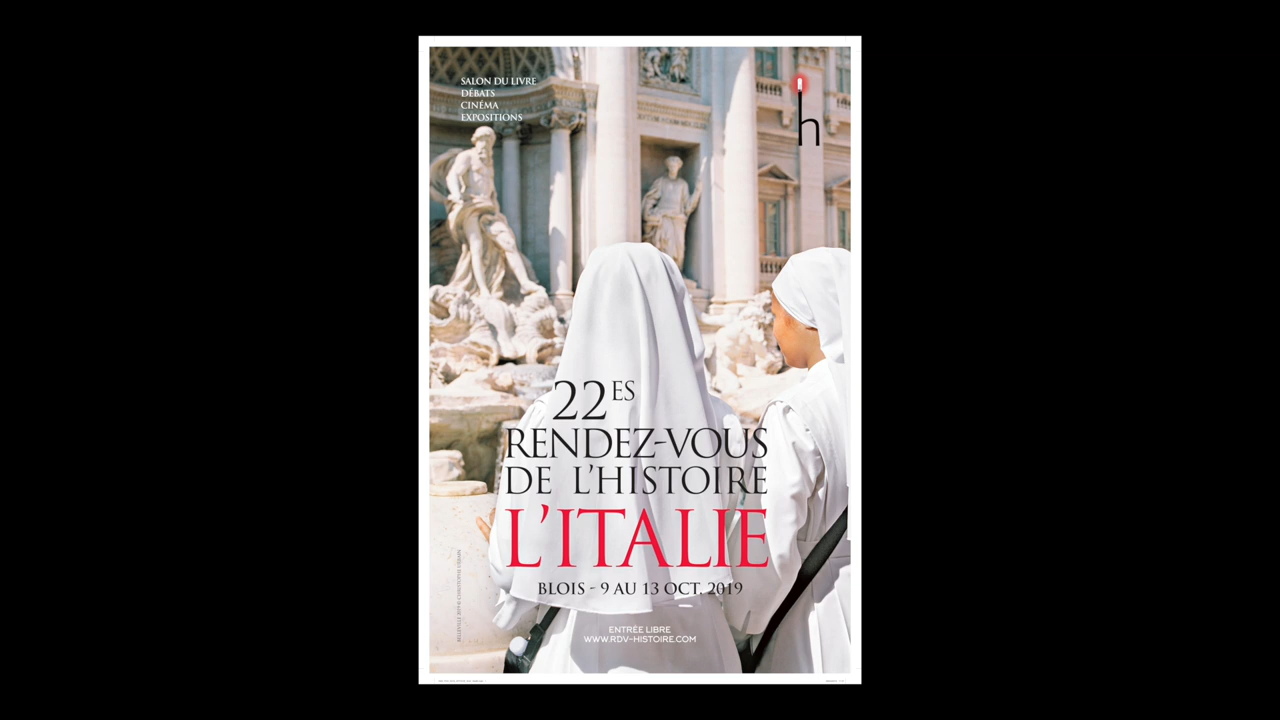 SALON DU LIVRE
DÉBATS
CINÉMA
EXPOSITIONS
h
22ES
RENDEZ-VOUS
DE L'HISTOIRE
L'ITALIE
BLOIS - 9 AU 13 OCT. 2019
ENTRÉE LIBRE
WWW.RDV-HISTOIRE.COM